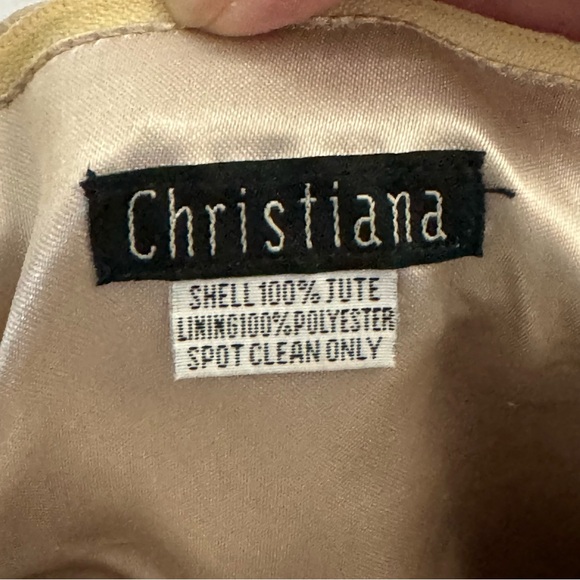 Christiana
SHELL 100% JUTE
LINING100%POLYESTER
SPOT CLEAN ONLY